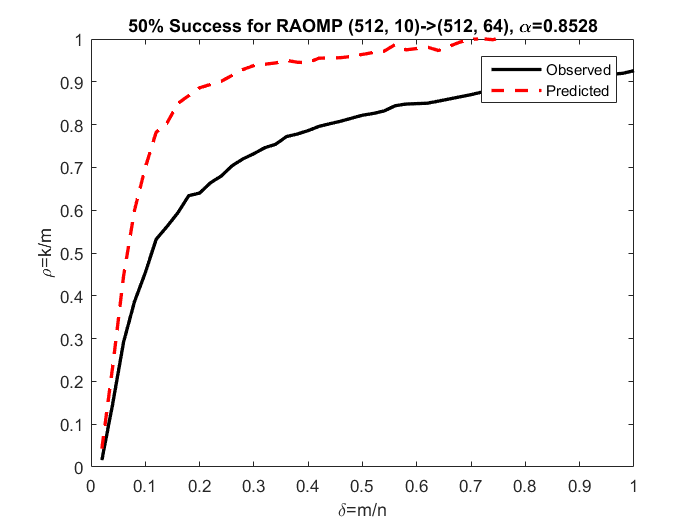 50% Success for RAOMP (512, 10)->(512, 64), α=0.8528
1
0.9
0.8
0.7
0.6
0.5
0.4
0.3
0.2
0.1
0
ρ=k/m
Observed
Predicted
0 0.1 0.2 0.3 0.4 0.5 0.6 0.7 0.8 0.9 1
δ=m/n